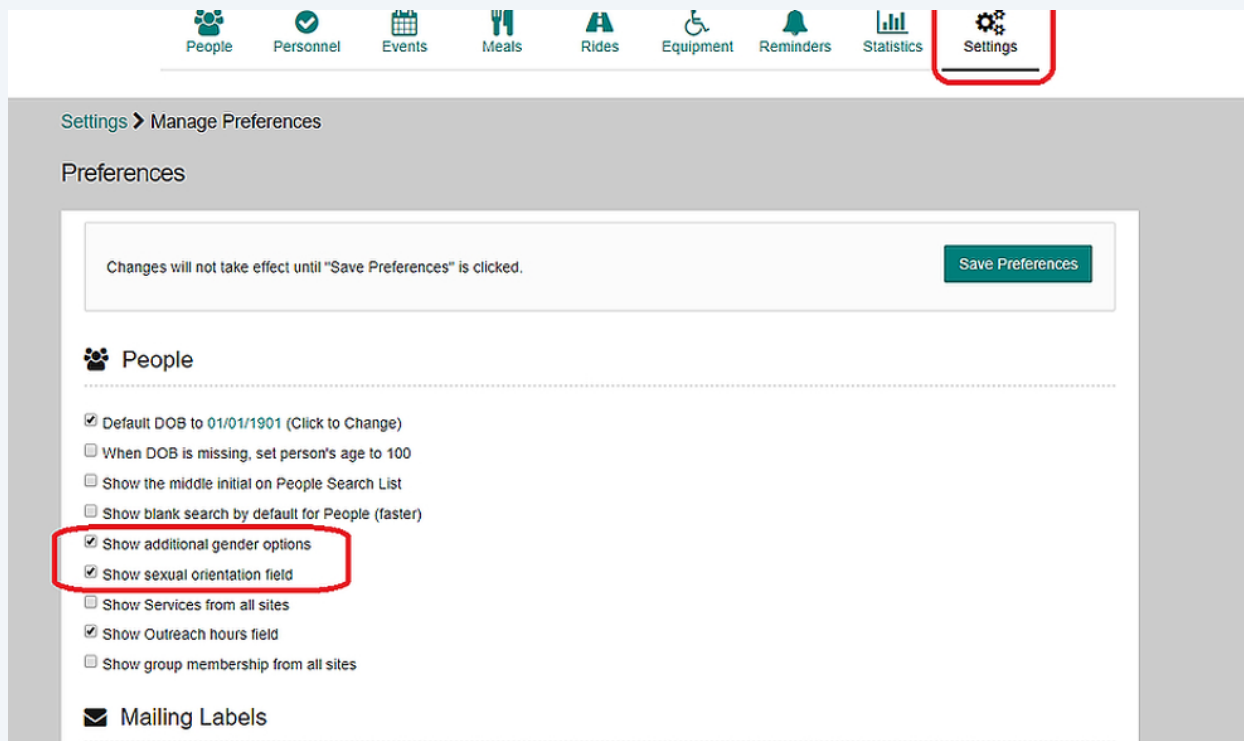 People Personnel Events Meals Rides Equipment Reminders Statistics Settings
Settings Manage Preferences
Preferences
Changes will not take effect until "Save Preferences" is clicked.
Save Preferences
People
Default DOB to 01/01/1901 (Click to Change)
When DOB is missing, set person's age to 100
Show the middle initial on People Search List
Show blank search by default for People (faster)
Show additional gender options
Show sexual orientation field
Show Services from all sites
Show Outreach hours field
Show group membership from all sites
Mailing Labels